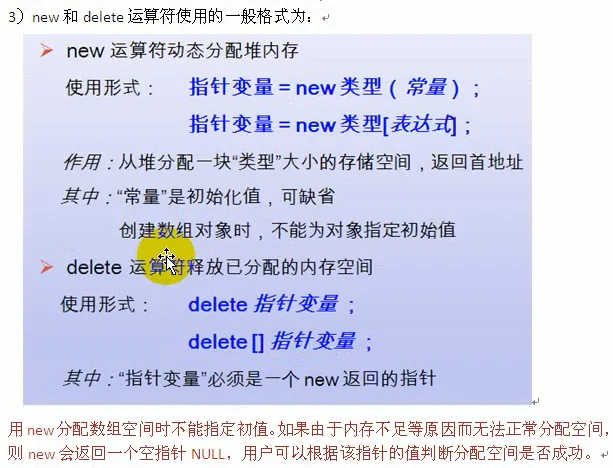 3）new 和 delete 运算符使用的一般格式为：
➢ new 运算符动态分配堆内存
使用形式： 指针变量 = new 类型 ( 常量 ) ；
指针变量 = new 类型[表达式] ；
作用：从堆分配一块“类型”大小的存储空间，返回首地址
其中：“常量”是初始化值，可缺省
创建数组对象时，不能为对象指定初始值
➢ delete 运算符释放已分配的内存空间
使用形式： delete 指针变量 ；
delete [] 指针变量 ；
其中：“指针变量”必须是一个 new 返回的指针
用 new 分配数组空间时不能指定初值。如果由于内存不足等原因而无法正常分配空间，
则 new 会返回一个空指针 NULL，用户可以根据该指针的值判断分配空间是否成功。